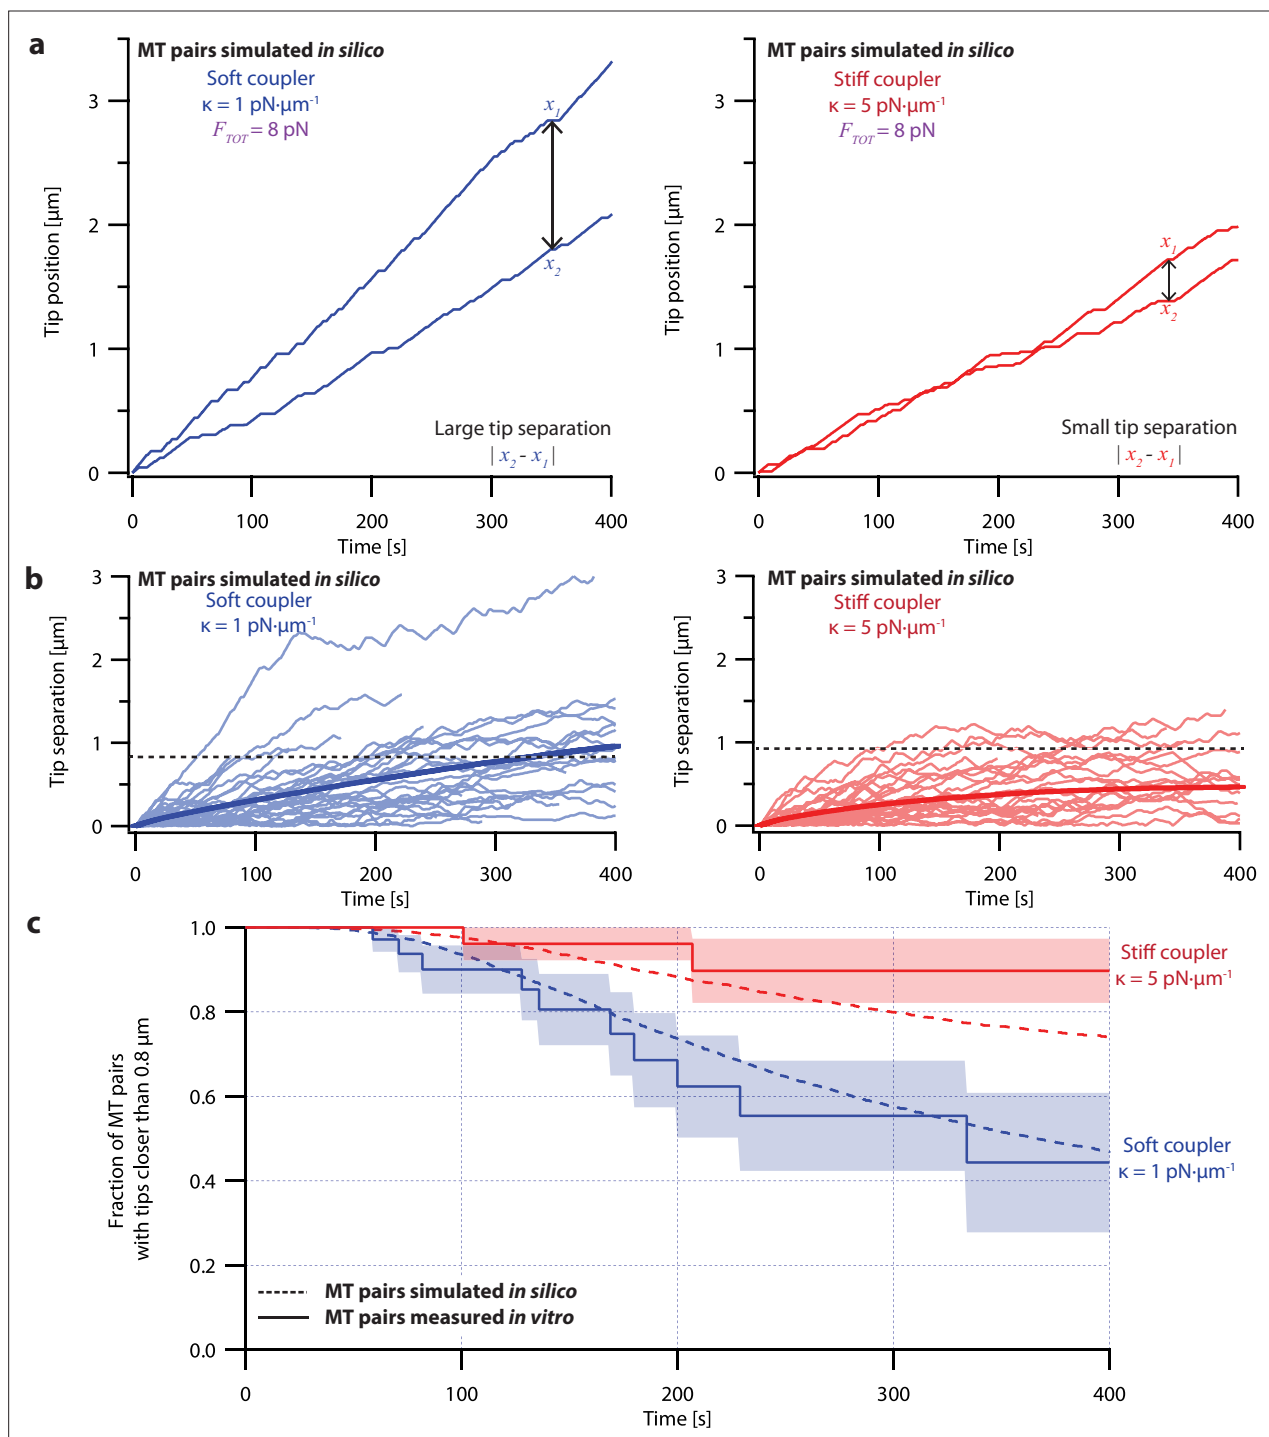 a
MT pairs simulated in silico
Soft coupler
κ = 1 pN·µm⁻¹
F_TOT = 8 pN
Tip position [µm]
3
2
1
0
x₁
x₂
Large tip separation
| x₂ - x₁ |
0 100 200 300 400
Time [s]
MT pairs simulated in silico
Stiff coupler
κ = 5 pN·µm⁻¹
F_TOT = 8 pN
Tip position [µm]
3
2
1
0
x₁
x₂
Small tip separation
| x₂ - x₁ |
0 100 200 300 400
Time [s]
b
MT pairs simulated in silico
Soft coupler
κ = 1 pN·µm⁻¹
Tip separation [µm]
3
2
1
0
0 100 200 300 400
Time [s]
MT pairs simulated in silico
Stiff coupler
κ = 5 pN·µm⁻¹
Tip separation [µm]
3
2
1
0
0 100 200 300 400
Time [s]
c
Fraction of MT pairs
with tips closer than 0.8 µm
1.0
0.8
0.6
0.4
0.2
0.0
Stiff coupler
κ = 5 pN·µm⁻¹
Soft coupler
κ = 1 pN·µm⁻¹
MT pairs simulated in silico
MT pairs measured in vitro
0 100 200 300 400
Time [s]